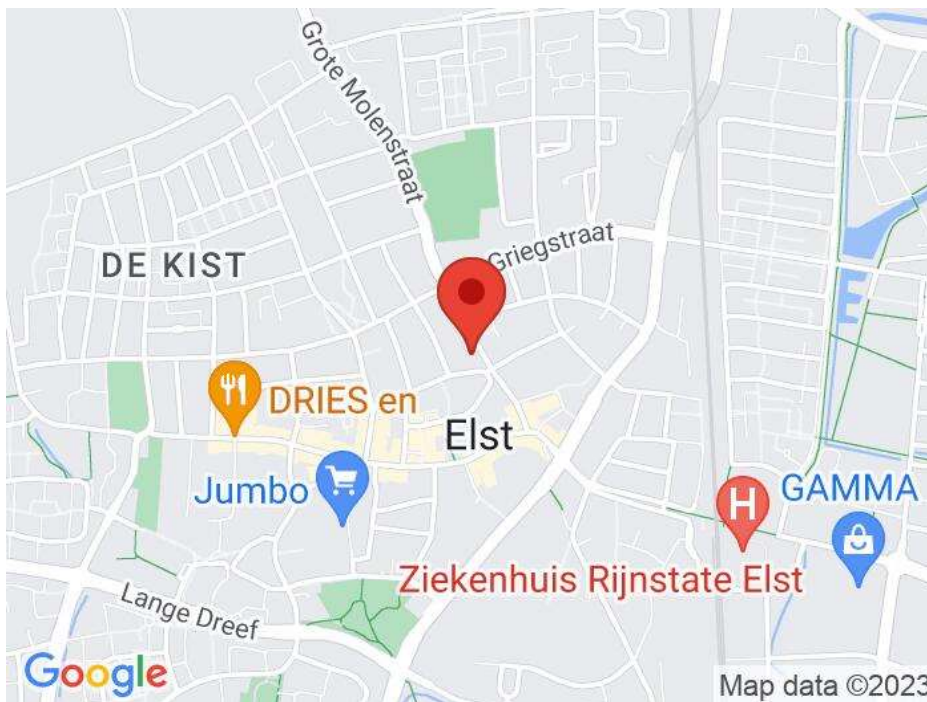 Grote Molenstraat
Griegstraat
DE KIST
DRIES en
Elst
Jumbo
H
GAMMA
Ziekenhuis Rijnstate Elst
Lange Dreef
Google
Map data ©2023